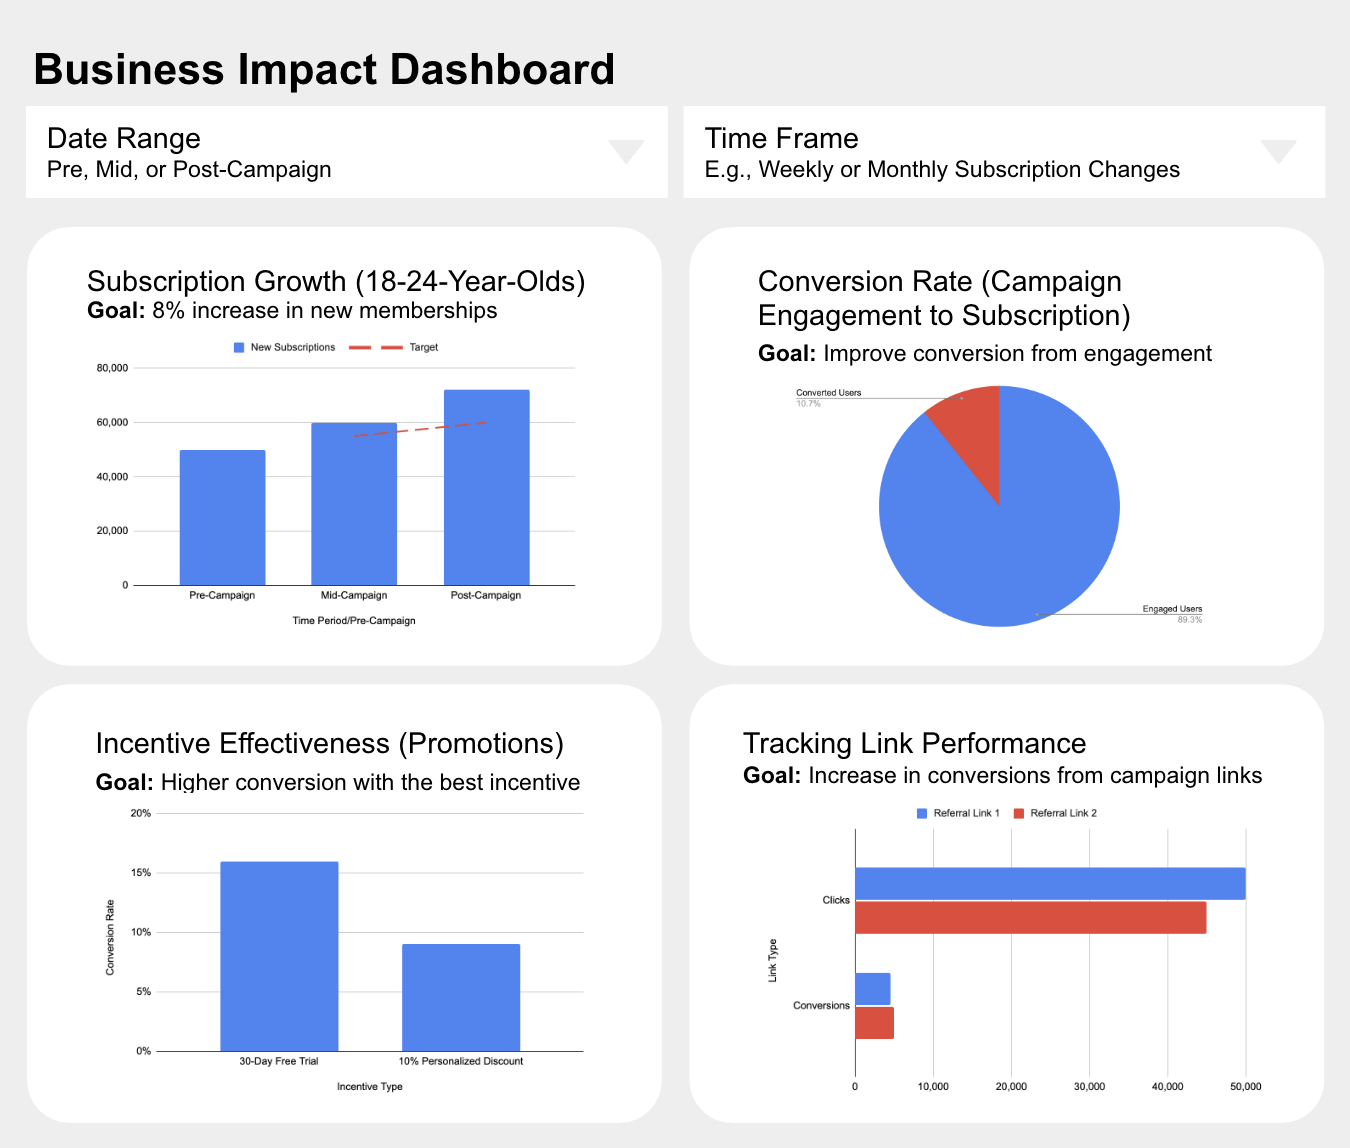 Business Impact Dashboard
Date Range
Pre, Mid, or Post-Campaign
Time Frame
E.g., Weekly or Monthly Subscription Changes
Subscription Growth (18-24-Year-Olds)
Goal: 8% increase in new memberships
New Subscriptions
Target
80,000
60,000
40,000
20,000
0
Pre-Campaign
Mid-Campaign
Post-Campaign
Time Period/Pre-Campaign
Conversion Rate (Campaign
Engagement to Subscription)
Goal: Improve conversion from engagement
Converted Users
10.7%
Engaged Users
89.3%
Incentive Effectiveness (Promotions)
Goal: Higher conversion with the best incentive
20%
15%
10%
5%
0%
Conversion Rate
30-Day Free Trial
10% Personalized Discount
Incentive Type
Tracking Link Performance
Goal: Increase in conversions from campaign links
Referral Link 1
Referral Link 2
Link Type
Clicks
Conversions
0
10,000
20,000
30,000
40,000
50,000